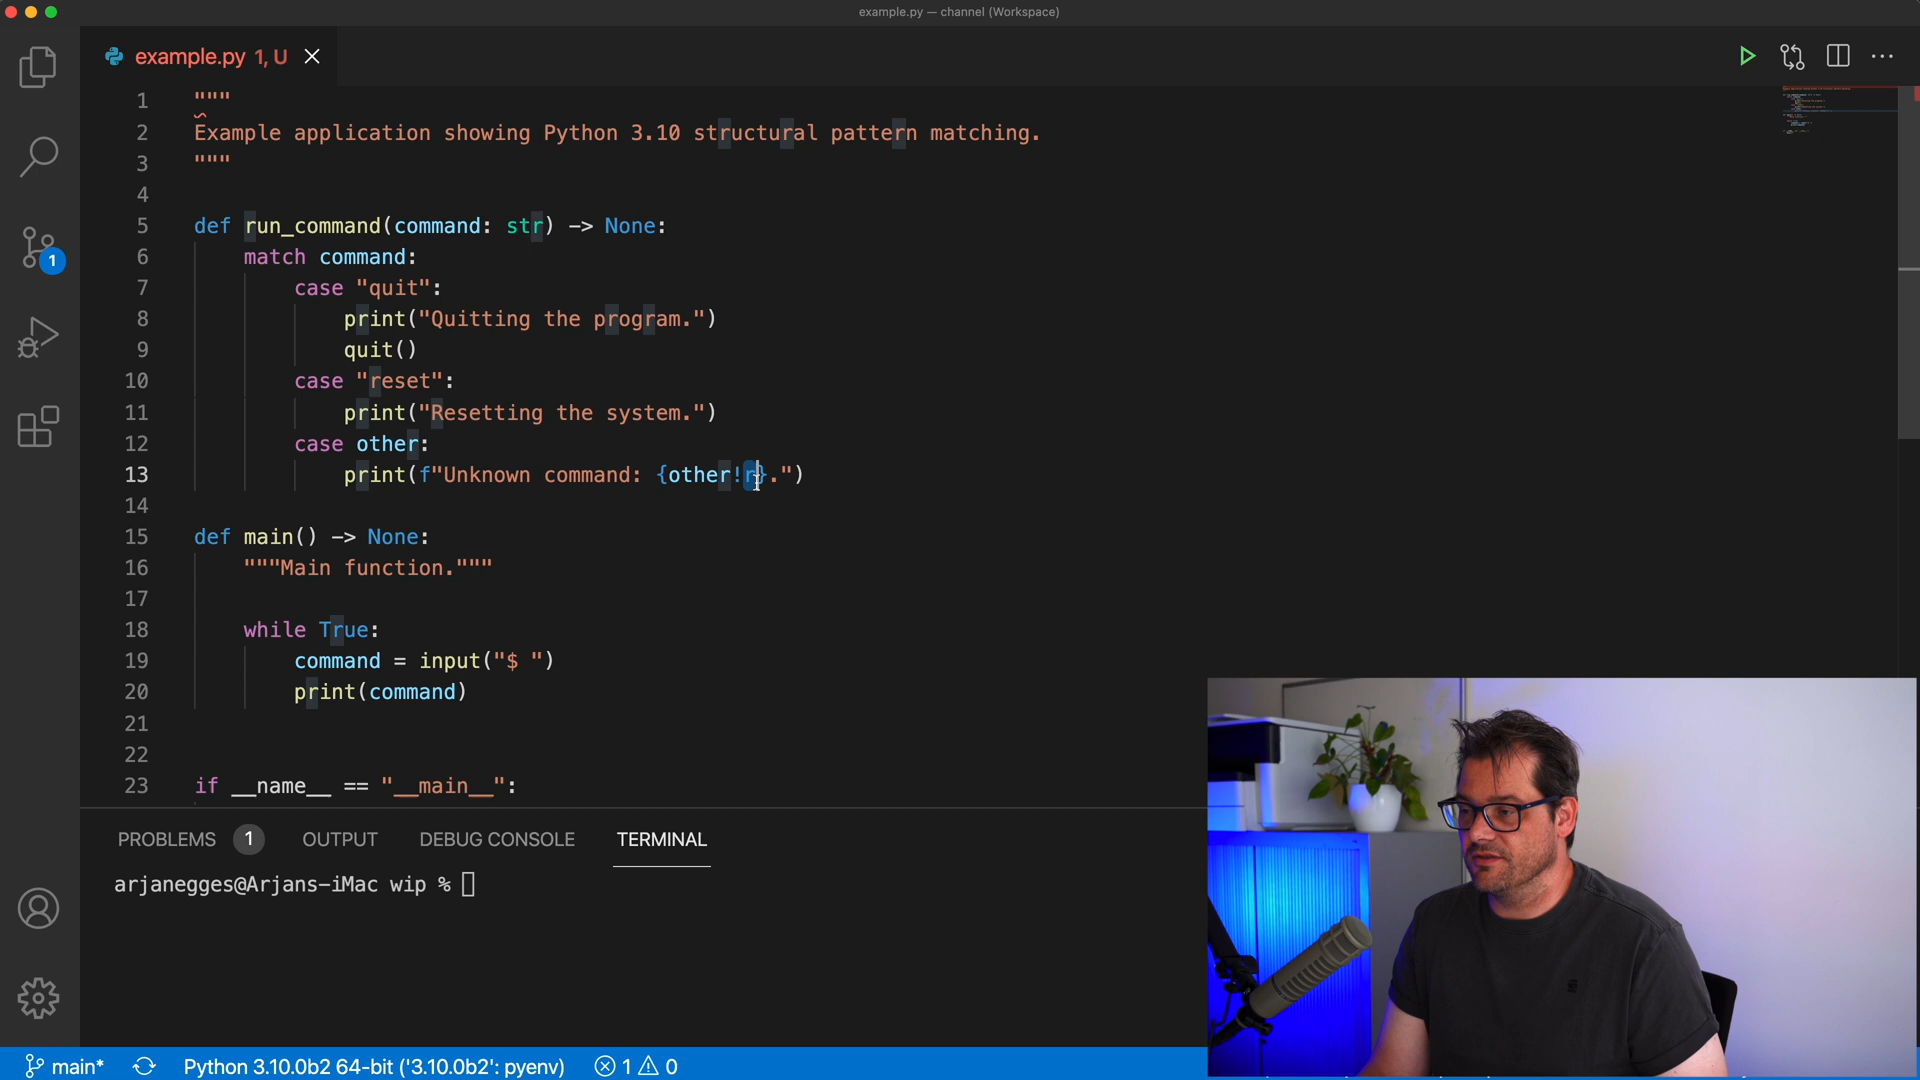 example.py — channel (Workspace)
example.py 1, U
1 """
2 Example application showing Python 3.10 structural pattern matching.
3 """
4
5 def run_command(command: str) -> None:
6 match command:
7 case "quit":
8 print("Quitting the program.")
9 quit()
10 case "reset":
11 print("Resetting the system.")
12 case other:
13 print(f"Unknown command: {other!r}.")
14
15 def main() -> None:
16 """Main function."""
17
18 while True:
19 command = input("$ ")
20 print(command)
21
22
23 if __name__ == "__main__":
1
PROBLEMS 1 OUTPUT DEBUG CONSOLE TERMINAL
arjanegges@Arjans-iMac wip %
main* Python 3.10.0b2 64-bit ('3.10.0b2': pyenv) 1 0